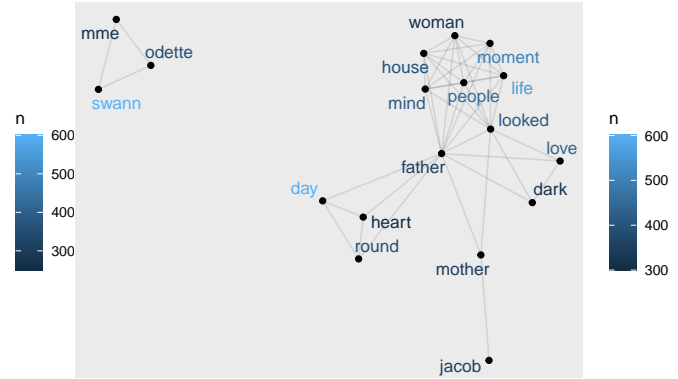 woman
mme
odette
moment
house
life
swann
mind
people
n
looked
n
600
500
400
300
love
600
500
400
300
father
day
dark
heart
round
mother
jacob